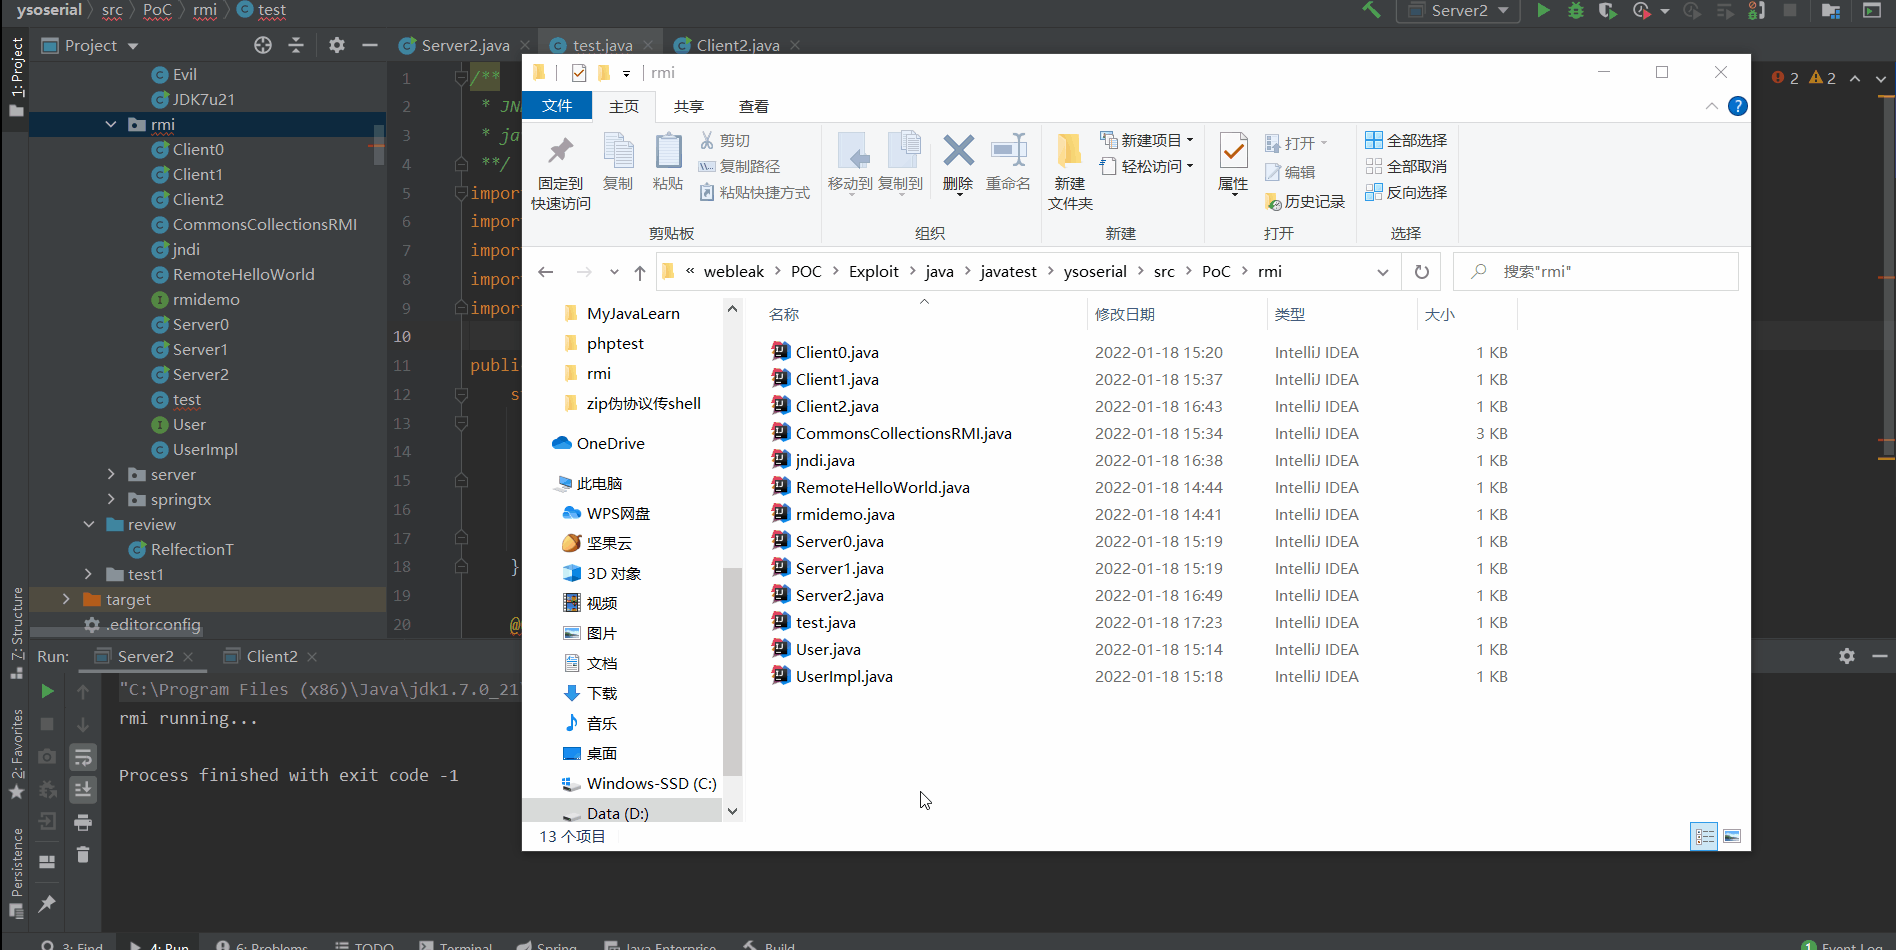 ysoserial src PoC rmi test
Server2
1: Project
Project
Server2.java
test.java
Client2.java
Evil
JDK7u21
rmi
Client0
Client1
Client2
CommonsCollectionsRMI
jndi
RemoteHelloWorld
rmidemo
Server0
Server1
Server2
test
User
UserImpl
server
springtx
review
RelfectionT
test1
target
.editorconfig
1 /**
2 * JN
3 * ja
4 **/
5 impor
6 impor
7 impor
8 impor
9 impor
10
11 publi
12 s
13
14
15
16
17
18 }
19
20 @
2 2
rmi
文件 主页 共享 查看
固定到
快速访问
复制
粘贴
剪切
复制路径
粘贴快捷方式
剪贴板
移动到 复制到 删除 重命名
组织
新建
文件夹
新建项目
轻松访问
新建
属性
打开
编辑
历史记录
打开
全部选择
全部取消
反向选择
选择
« webleak POC Exploit java javatest ysoserial src PoC rmi
搜索"rmi"
MyJavaLearn
phptest
rmi
zip伪协议传shell
OneDrive
此电脑
WPS网盘
坚果云
3D 对象
视频
图片
文档
下载
音乐
桌面
Windows-SSD (C:)
Data (D:)
名称 修改日期 类型 大小
Client0.java 2022-01-18 15:20 IntelliJ IDEA 1 KB
Client1.java 2022-01-18 15:37 IntelliJ IDEA 1 KB
Client2.java 2022-01-18 16:43 IntelliJ IDEA 1 KB
CommonsCollectionsRMI.java 2022-01-18 15:34 IntelliJ IDEA 3 KB
jndi.java 2022-01-18 16:38 IntelliJ IDEA 1 KB
RemoteHelloWorld.java 2022-01-18 14:44 IntelliJ IDEA 1 KB
rmidemo.java 2022-01-18 14:41 IntelliJ IDEA 1 KB
Server0.java 2022-01-18 15:19 IntelliJ IDEA 1 KB
Server1.java 2022-01-18 15:19 IntelliJ IDEA 1 KB
Server2.java 2022-01-18 16:49 IntelliJ IDEA 1 KB
test.java 2022-01-18 17:23 IntelliJ IDEA 1 KB
User.java 2022-01-18 15:14 IntelliJ IDEA 1 KB
UserImpl.java 2022-01-18 15:18 IntelliJ IDEA 1 KB
13 个项目
Z: Structure
2: Favorites
Persistence
Run: Server2 Client2
"C:\Program Files (x86)\Java\jdk1.7.0_21
rmi running...
Process finished with exit code -1
3: Find 4: Run 6: Problems TODO Terminal Spring Java Enterprise Build
1 Event Log